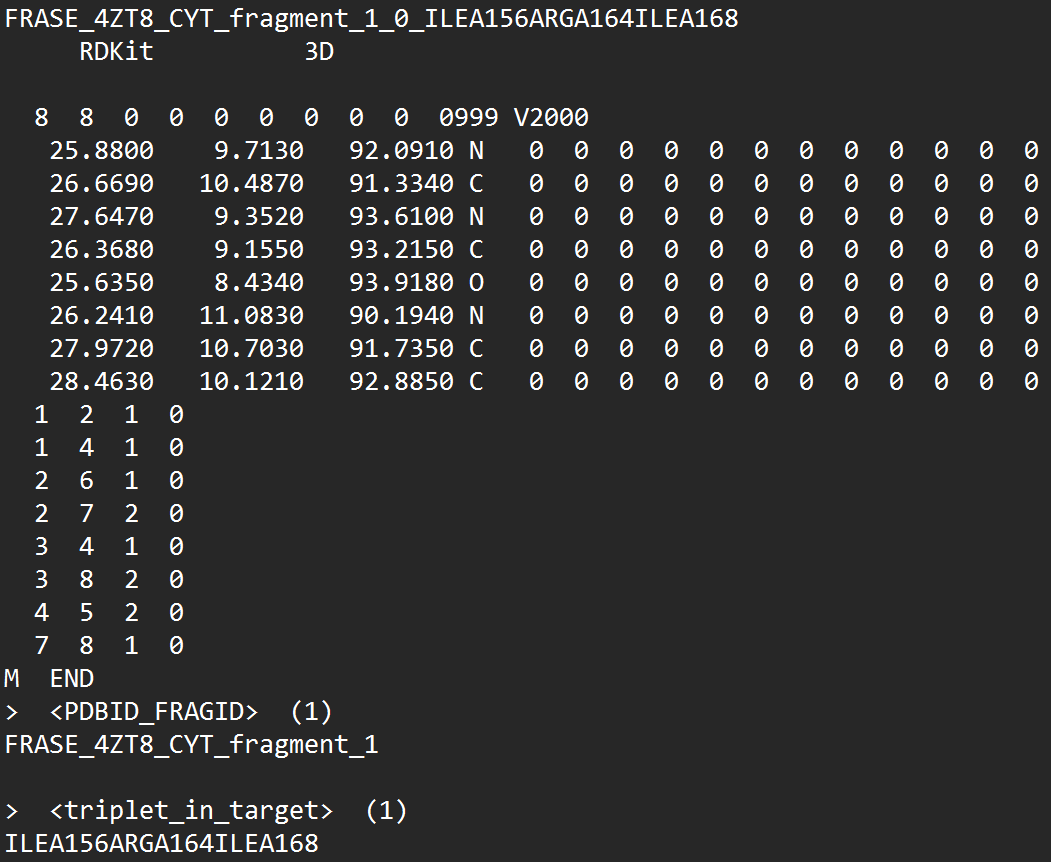 FRASE_4ZT8_CYT_fragment_1_0_ILEA156ARGA164ILEA168
     RDKit          3D

  8  8  0  0  0  0  0  0  0  0999 V2000
   25.8800    9.7130   92.0910 N   0  0  0  0  0  0  0  0  0  0  0  0
   26.6690   10.4870   91.3340 C   0  0  0  0  0  0  0  0  0  0  0  0
   27.6470    9.3520   93.6100 N   0  0  0  0  0  0  0  0  0  0  0  0
   26.3680    9.1550   93.2150 C   0  0  0  0  0  0  0  0  0  0  0  0
   25.6350    8.4340   93.9180 O   0  0  0  0  0  0  0  0  0  0  0  0
   26.2410   11.0830   90.1940 N   0  0  0  0  0  0  0  0  0  0  0  0
   27.9720   10.7030   91.7350 C   0  0  0  0  0  0  0  0  0  0  0  0
   28.4630   10.1210   92.8850 C   0  0  0  0  0  0  0  0  0  0  0  0
  1  2  1  0
  1  4  1  0
  2  6  1  0
  2  7  2  0
  3  4  1  0
  3  8  2  0
  4  5  2  0
  7  8  1  0
M  END
>  <PDBID_FRAGID>  (1)
FRASE_4ZT8_CYT_fragment_1

>  <triplet_in_target>  (1)
ILEA156ARGA164ILEA168